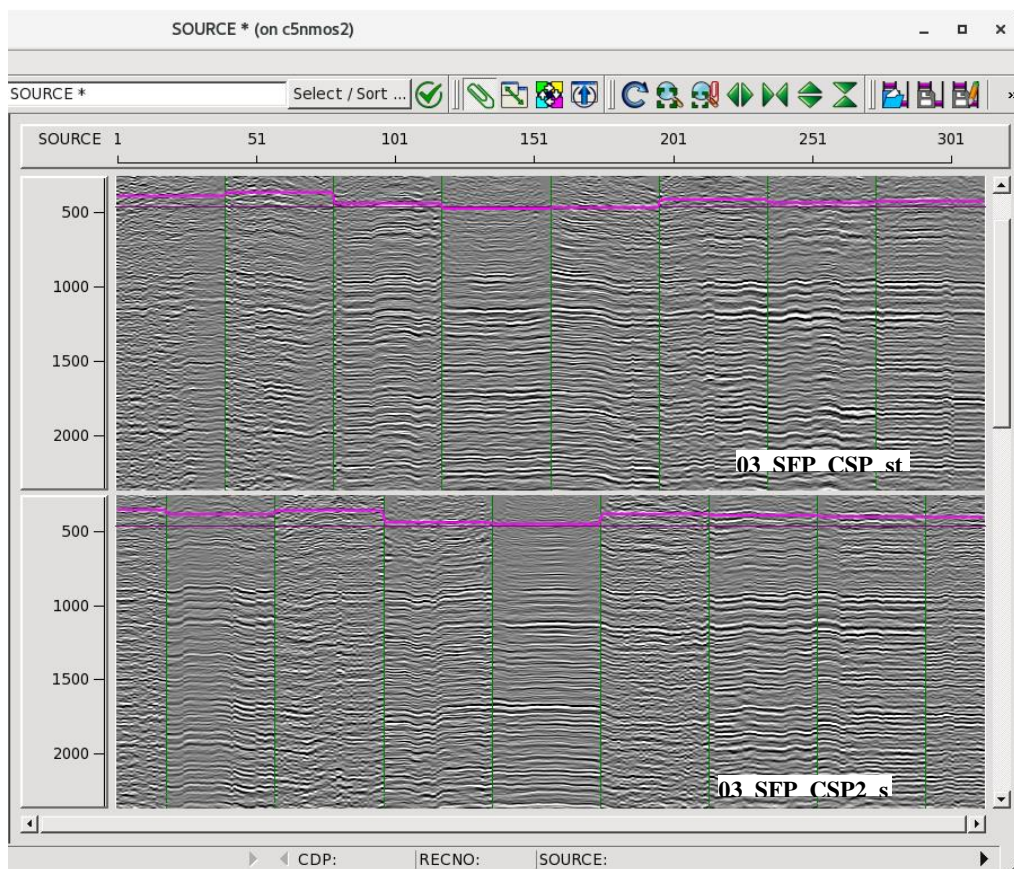 SOURCE * (on c5nmos2)
SOURCE *
Select / Sort ...
»
SOURCE 1 51 101 151 201 251 301
500
1000
1500
2000
03_SFP_CSP_st
500
1000
1500
2000
03_SFP_CSP2_s
CDP: RECNO: SOURCE: